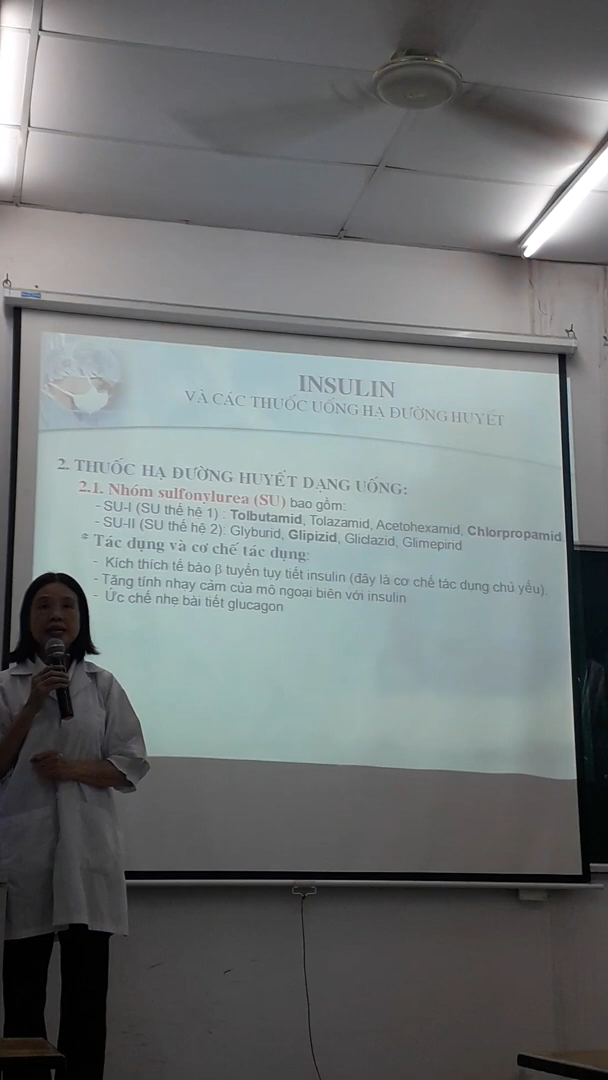 INSULIN
VÀ CÁC THUỐC UỐNG HẠ ĐƯỜNG HUYẾT
2. THUỐC HẠ ĐƯỜNG HUYẾT DẠNG UỐNG:
2.1. Nhóm sulfonylurea (SU) bao gồm:
- SU-I (SU thế hệ 1) : Tolbutamid, Tolazamid, Acetohexamid, Chlorpropamid.
- SU-II (SU thế hệ 2): Glyburid, Glipizid, Gliclazid, Glimepirid
* Tác dụng và cơ chế tác dụng:
- Kích thích tế bào β tuyến tụy tiết insulin (đây là cơ chế tác dụng chủ yếu).
- Tăng tính nhạy cảm của mô ngoại biên với insulin
- Ức chế nhẹ bài tiết glucagon